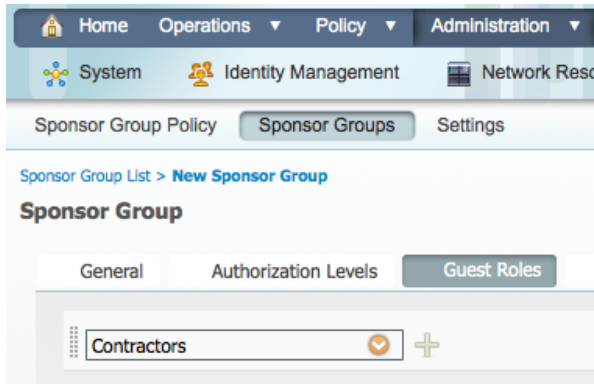 Home Operations ▼ Policy ▼ Administration ▼
System Identity Management Network Reso
Sponsor Group Policy Sponsor Groups Settings
Sponsor Group List > New Sponsor Group
Sponsor Group
General Authorization Levels Guest Roles
Contractors